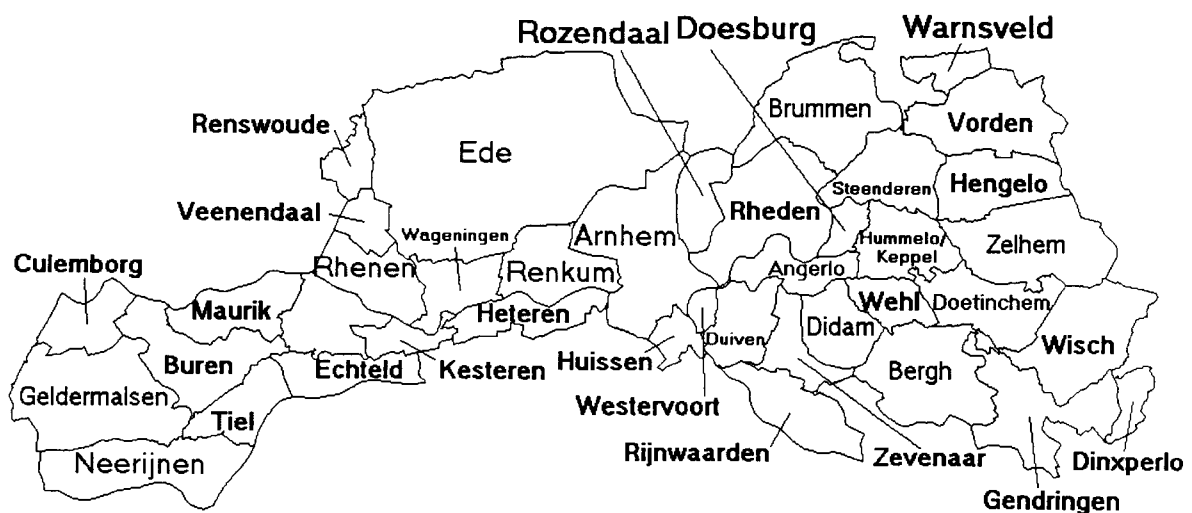 Rozendaal Doesburg Warnsveld
Brummen
Renswoude
Vorden
Ede
Steenderen
Hengelo
Veenendaal
Rheden
Wageningen
Arnhem
Hummelo/
Keppel
Zelhem
Culemborg
Rhenen
Renkum
Angerlo
Maurik
Heteren
Wehl
Doetinchem
Duiven
Didam
Wisch
Buren
Echteld
Kesteren
Huissen
Bergh
Geldermalsen
Tiel
Westervoort
Neerijnen
Rijnwaarden
Zevenaar
Dinxperlo
Gendringen